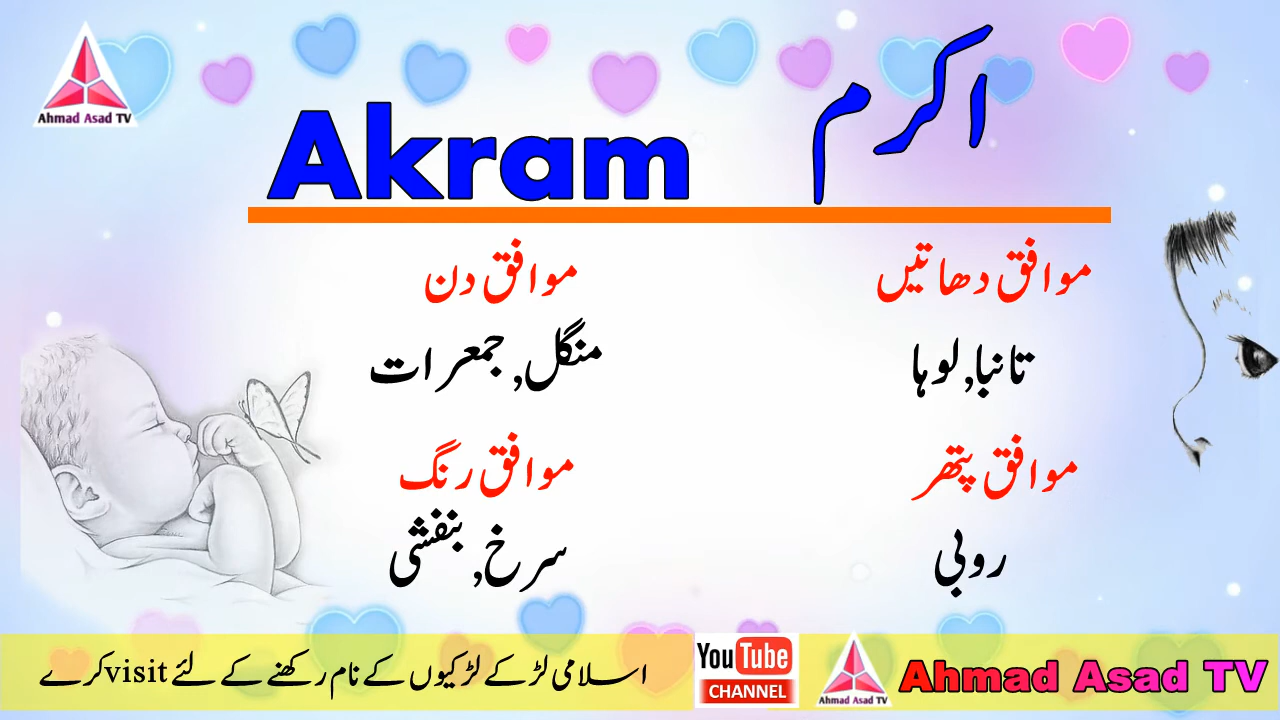 Ahmad Asad TV
Akram اکرم
موافق دھاتیں
موافق دن
تانبا,لوہا
منگل, جمعرات
موافق پتھر
موافق رنگ
روبی
سرخ, بنفشی
اسلامی لڑکے لڑکیوں کے نام رکھنے کے لئے visit کرے
YouTube
CHANNEL
Ahmad Asad TV
Ahmad Asad TV